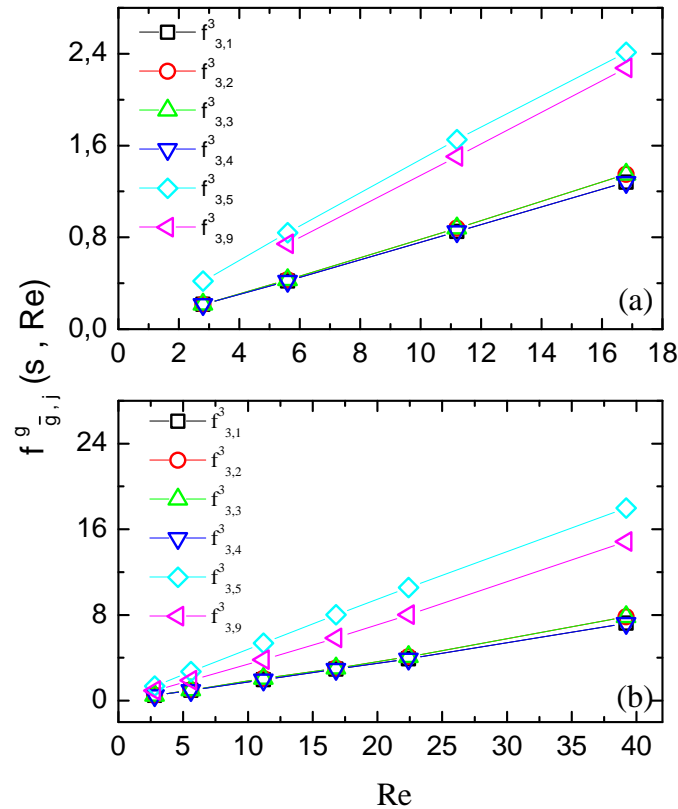 2,4
1,6
0,8
0,0
f³₃,₁
f³₃,₂
f³₃,₃
f³₃,₄
f³₃,₅
f³₃,₉
(a)
0 2 4 6 8 10 12 14 16 18
f^g_g̅,j (s , Re)
24
16
8
0
f³₃,₁
f³₃,₂
f³₃,₃
f³₃,₄
f³₃,₅
f³₃,₉
(b)
0 5 10 15 20 25 30 35 40
Re